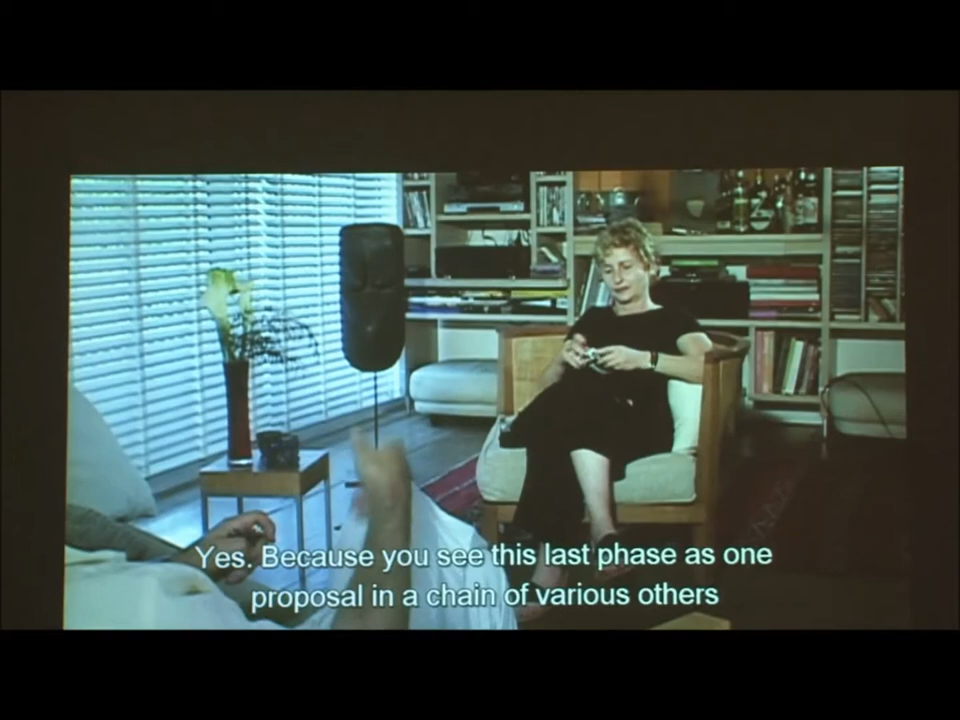 Yes. Because you see this last phase as one
proposal in a chain of various others